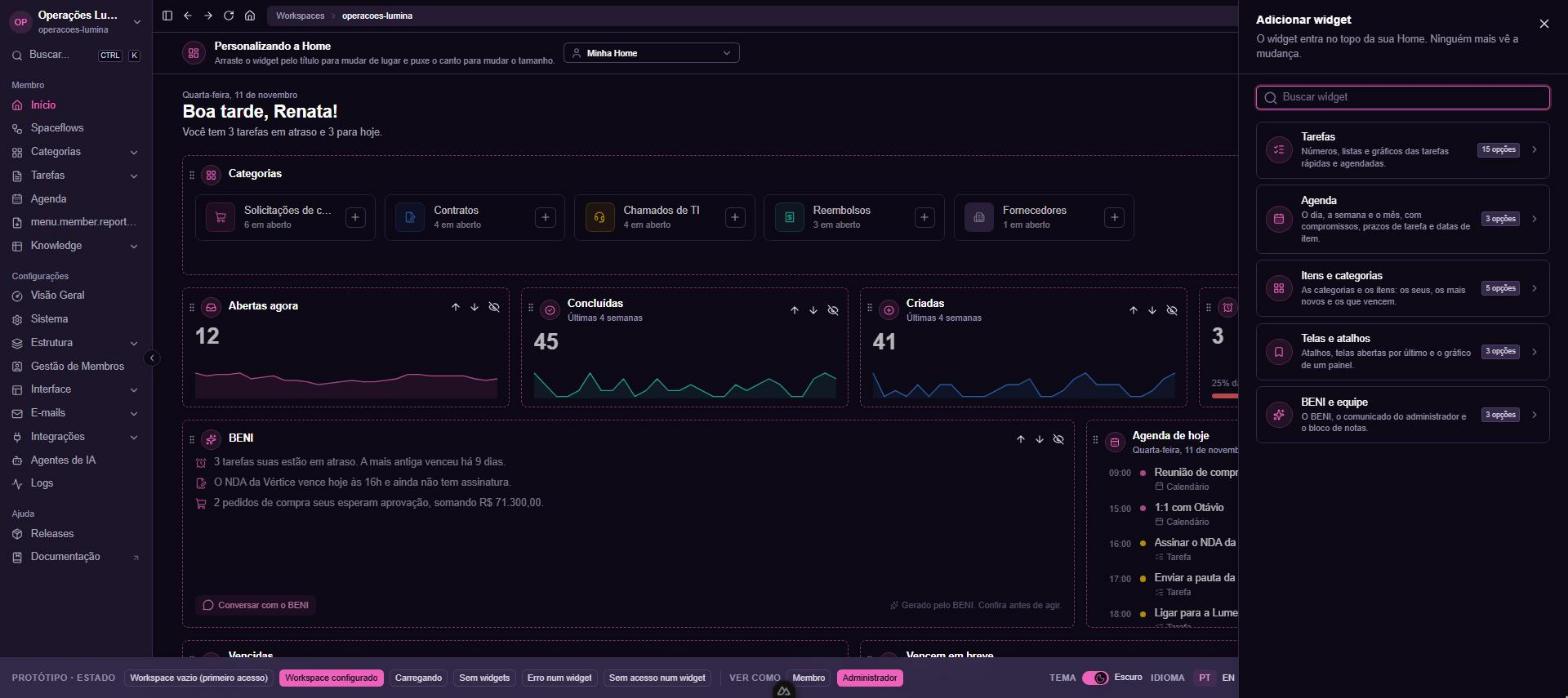 OP
Operações Lu...
operacoes-lumina
Buscar...
CTRL
K
Membro
Início
Spaceflows
Categorias
Tarefas
Agenda
menu.member.report...
Knowledge
Configurações
Visão Geral
Sistema
Estrutura
Gestão de Membros
Interface
E-mails
Integrações
Agentes de IA
Logs
Ajuda
Releases
Documentação
Workspaces
operacoes-lumina
Personalizando a Home
Arraste o widget pelo título para mudar de lugar e puxe o canto para mudar o tamanho.
Minha Home
Quarta-feira, 11 de novembro
Boa tarde, Renata!
Você tem 3 tarefas em atraso e 3 para hoje.
Categorias
Solicitações de c...
6 em aberto
Contratos
4 em aberto
Chamados de TI
4 em aberto
Reembolsos
3 em aberto
Fornecedores
1 em aberto
Abertas agora
12
Concluídas
Últimas 4 semanas
45
Criadas
Últimas 4 semanas
41
3
25% da
BENI
3 tarefas suas estão em atraso. A mais antiga venceu há 9 dias.
O NDA da Vértice vence hoje às 16h e ainda não tem assinatura.
2 pedidos de compra seus esperam aprovação, somando R$ 71.300,00.
Conversar com o BENI
Gerado pelo BENI. Confira antes de agir.
Agenda de hoje
Quarta-feira, 11 de novemb
09:00
Reunião de compr
Calendário
15:00
1:1 com Otávio
Calendário
16:00
Assinar o NDA da
Tarefa
17:00
Enviar a pauta da
Tarefa
18:00
Ligar para a Lume
Tarefa
Vencidas
Vencem em breve
Adicionar widget
O widget entra no topo da sua Home. Ninguém mais vê a
mudança.
Buscar widget
Tarefas
Números, listas e gráficos das tarefas
rápidas e agendadas.
15 opções
Agenda
O dia, a semana e o mês, com
compromissos, prazos de tarefa e datas de
item.
3 opções
Itens e categorias
As categorias e os itens: os seus, os mais
novos e os que vencem.
5 opções
Telas e atalhos
Atalhos, telas abertas por último e o gráfico
de um painel.
3 opções
BENI e equipe
O BENI, o comunicado do administrador e
o bloco de notas.
3 opções
PROTÓTIPO · ESTADO
Workspace vazio (primeiro acesso)
Workspace configurado
Carregando
Sem widgets
Erro num widget
Sem acesso num widget
VER COMO
Membro
Administrador
TEMA
Escuro
IDIOMA
PT
EN